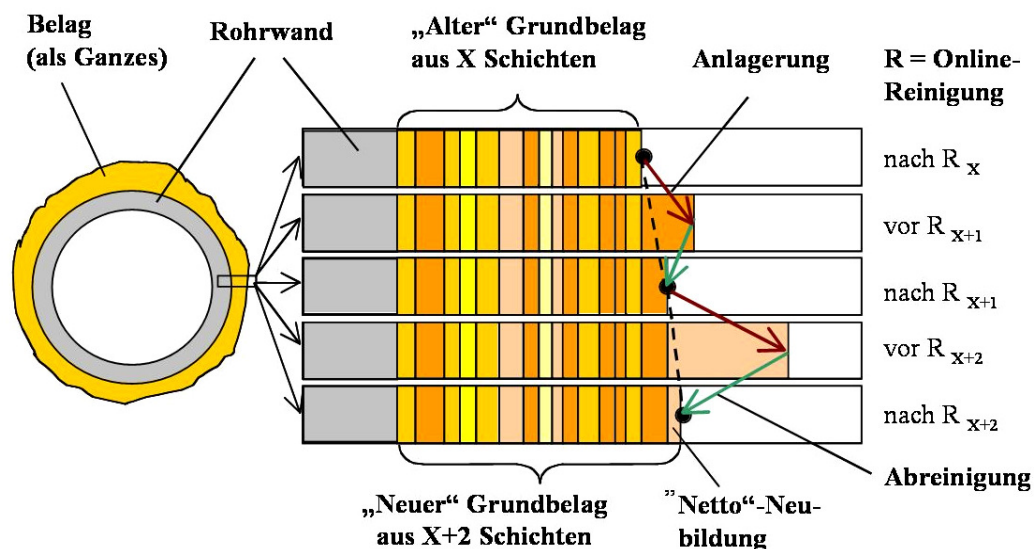 Belag
(als Ganzes)
Rohrwand
„Alter“ Grundbelag
aus X Schichten
Anlagerung
R = Online-
Reinigung
nach R X
vor R X+1
nach R X+1
vor R X+2
nach R X+2
Abreinigung
„Neuer“ Grundbelag
aus X+2 Schichten
”Netto“-Neu-
bildung